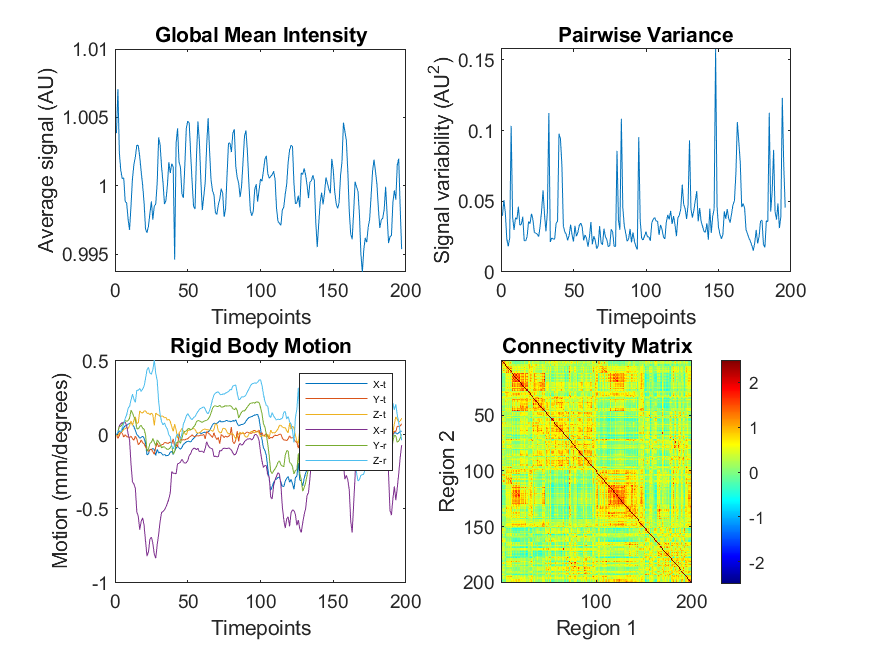 Global Mean Intensity
1.01
1.005
1
0.995
Average signal (AU)
0
50
100
150
200
Timepoints
Pairwise Variance
0.15
0.1
0.05
0
Signal variability (AU²)
0
50
100
150
200
Timepoints
Rigid Body Motion
0.5
0
-0.5
-1
Motion (mm/degrees)
X-t
Y-t
Z-t
X-r
Y-r
Z-r
0
50
100
150
200
Timepoints
Connectivity Matrix
50
100
150
200
Region 2
100
200
Region 1
2
1
0
-1
-2